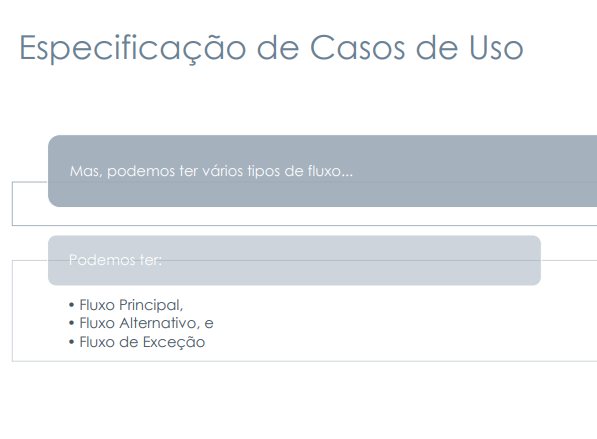 Especificação de Casos de Uso
Mas, podemos ter vários tipos de fluxo...
Podemos ter:
• Fluxo Principal,
• Fluxo Alternativo, e
• Fluxo de Exceção